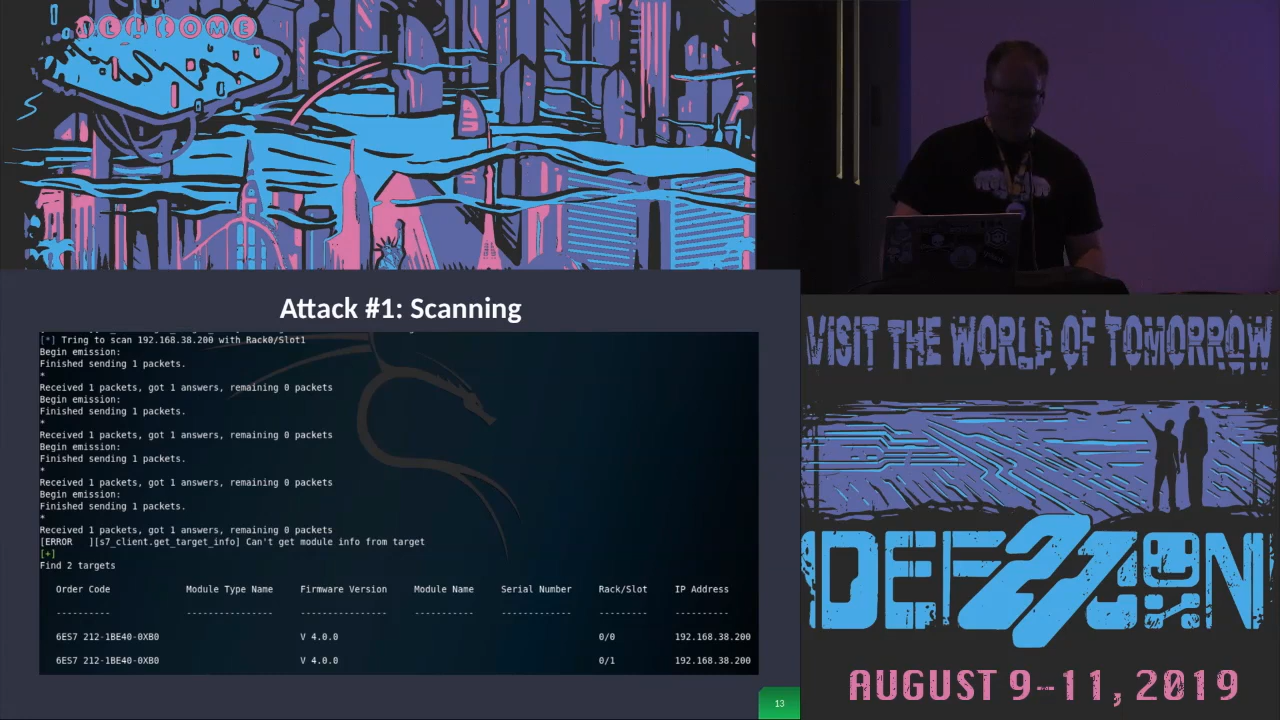 WELCOME
Attack #1: Scanning
[*] Tring to scan 192.168.38.200 with Rack0/Slot1
Begin emission:
Finished sending 1 packets.
*
Received 1 packets, got 1 answers, remaining 0 packets
Begin emission:
Finished sending 1 packets.
*
Received 1 packets, got 1 answers, remaining 0 packets
Begin emission:
Finished sending 1 packets.
*
Received 1 packets, got 1 answers, remaining 0 packets
Begin emission:
Finished sending 1 packets.
*
Received 1 packets, got 1 answers, remaining 0 packets
[ERROR   ][s7_client.get_target_info] Can't get module info from target
[+]
Find 2 targets
Order Code Module Type Name Firmware Version Module Name Serial Number Rack/Slot IP Address
---------- ---------------- ---------------- ----------- ------------- --------- ----------
6ES7 212-1BE40-0XB0 V 4.0.0 0/0 192.168.38.200
6ES7 212-1BE40-0XB0 V 4.0.0 0/1 192.168.38.200
13
VISIT THE WORLD OF TOMORROW
DEF CON
27
AUGUST 9-11, 2019